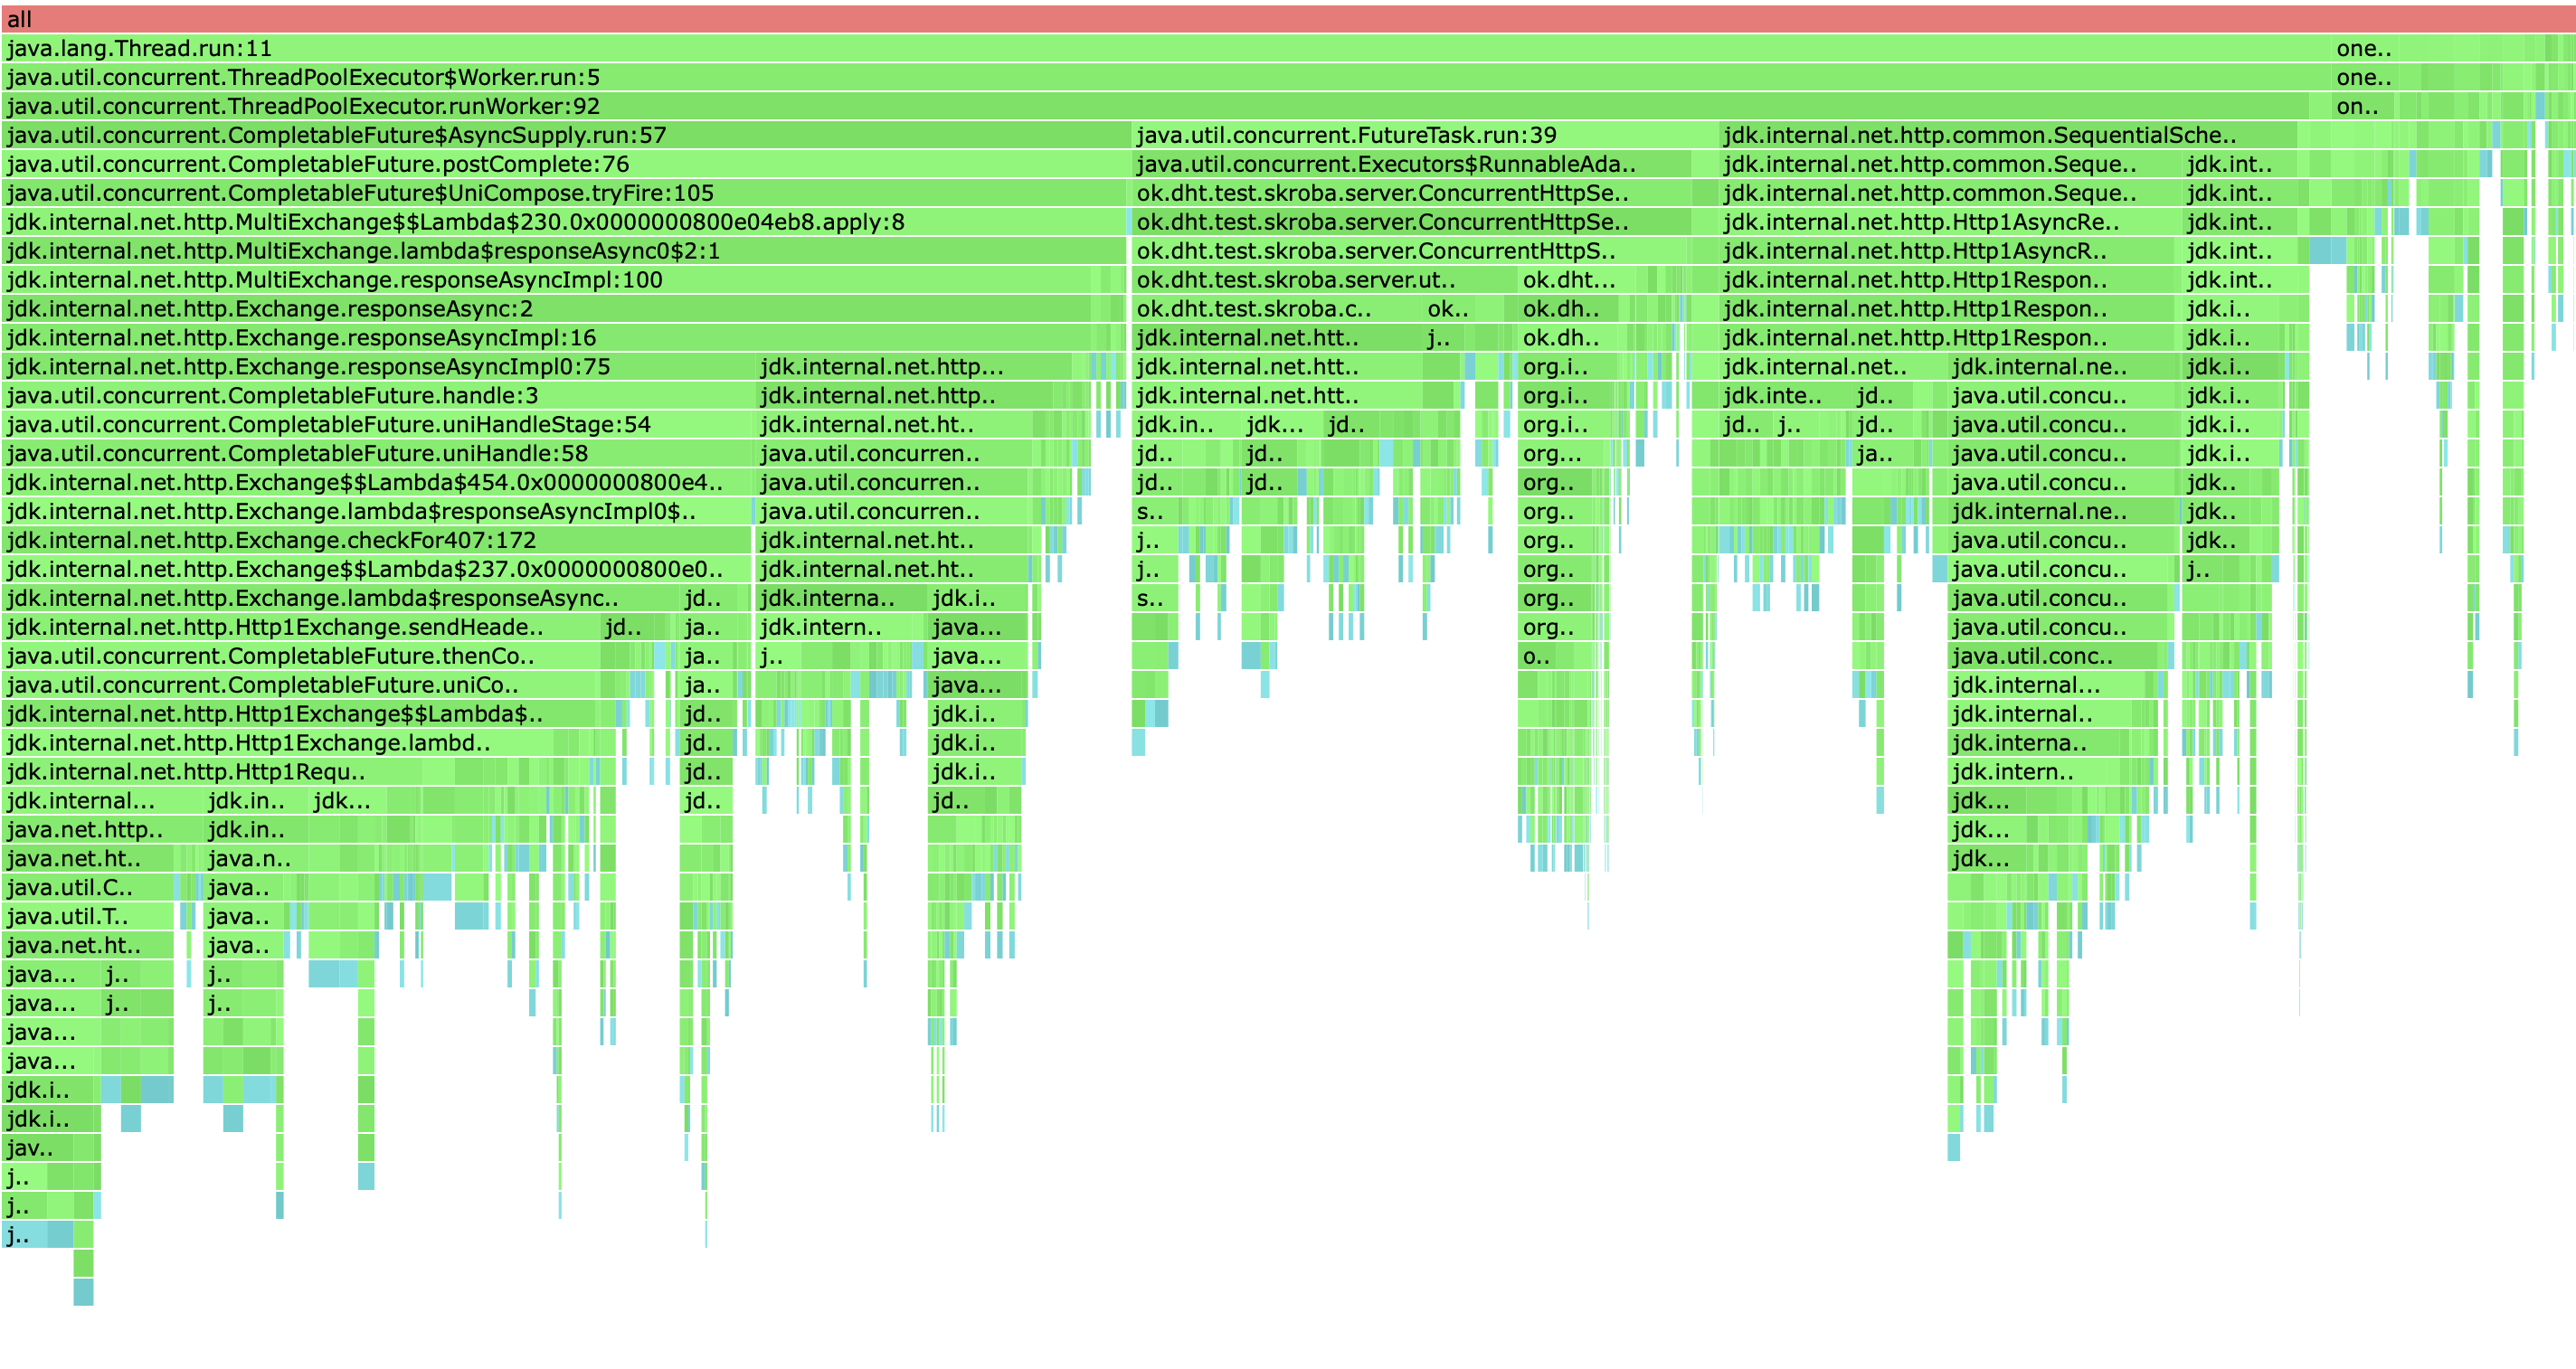 all
java.lang.Thread.run:11 one..
java.util.concurrent.ThreadPoolExecutor$Worker.run:5 one..
java.util.concurrent.ThreadPoolExecutor.runWorker:92 on..
java.util.concurrent.CompletableFuture$AsyncSupply.run:57 java.util.concurrent.FutureTask.run:39 jdk.internal.net.http.common.SequentialSche..
java.util.concurrent.CompletableFuture.postComplete:76 java.util.concurrent.Executors$RunnableAda.. jdk.internal.net.http.common.Seque.. jdk.int..
java.util.concurrent.CompletableFuture$UniCompose.tryFire:105 ok.dht.test.skroba.server.ConcurrentHttpSe.. jdk.internal.net.http.common.Seque.. jdk.int..
jdk.internal.net.http.MultiExchange$$Lambda$230.0x0000000800e04eb8.apply:8 ok.dht.test.skroba.server.ConcurrentHttpSe.. jdk.internal.net.http.Http1AsyncRe.. jdk.int..
jdk.internal.net.http.MultiExchange.lambda$responseAsync0$2:1 ok.dht.test.skroba.server.ConcurrentHttpS.. jdk.internal.net.http.Http1AsyncR.. jdk.int..
jdk.internal.net.http.MultiExchange.responseAsyncImpl:100 ok.dht.test.skroba.server.ut.. ok.dht... jdk.internal.net.http.Http1Respon.. jdk.int..
jdk.internal.net.http.Exchange.responseAsync:2 ok.dht.test.skroba.c.. ok.. ok.dh.. jdk.internal.net.http.Http1Respon.. jdk.i..
jdk.internal.net.http.Exchange.responseAsyncImpl:16 jdk.internal.net.htt.. j.. ok.dh.. jdk.internal.net.http.Http1Respon.. jdk.i..
jdk.internal.net.http.Exchange.responseAsyncImpl0:75 jdk.internal.net.http... jdk.internal.net.htt.. org.i.. jdk.internal.net.. jdk.internal.ne.. jdk.i..
java.util.concurrent.CompletableFuture.handle:3 jdk.internal.net.http.. jdk.internal.net.htt.. org.i.. jdk.inte.. jd.. java.util.concu.. jdk.i..
java.util.concurrent.CompletableFuture.uniHandleStage:54 jdk.internal.net.ht.. jdk.in.. jdk... jd.. org.i.. jd.. j.. jd.. java.util.concu.. jdk.i..
java.util.concurrent.CompletableFuture.uniHandle:58 java.util.concurren.. jd.. jd.. org... ja.. java.util.concu.. jdk.i..
jdk.internal.net.http.Exchange$$Lambda$454.0x0000000800e4.. java.util.concurren.. jd.. jd.. org.. java.util.concu.. jdk..
jdk.internal.net.http.Exchange.lambda$responseAsyncImpl0$.. java.util.concurren.. s.. org.. jdk.internal.ne.. jdk..
jdk.internal.net.http.Exchange.checkFor407:172 jdk.internal.net.ht.. j.. org.. java.util.concu.. jdk..
jdk.internal.net.http.Exchange$$Lambda$237.0x0000000800e0.. jdk.internal.net.ht.. j.. org.. java.util.concu.. j..
jdk.internal.net.http.Exchange.lambda$responseAsync.. jd.. jdk.interna.. jdk.i.. s.. org.. java.util.concu..
jdk.internal.net.http.Http1Exchange.sendHeade.. jd.. ja.. jdk.intern.. java... org.. java.util.concu..
java.util.concurrent.CompletableFuture.thenCo.. ja.. j.. java... o.. java.util.conc..
java.util.concurrent.CompletableFuture.uniCo.. ja.. java... jdk.internal...
jdk.internal.net.http.Http1Exchange$$Lambda$.. jd.. jdk.i.. jdk.internal..
jdk.internal.net.http.Http1Exchange.lambd.. jd.. jdk.i.. jdk.interna..
jdk.internal.net.http.Http1Requ.. jd.. jdk.i.. jdk.intern..
jdk.internal... jdk.in.. jdk... jd.. jd.. jdk...
java.net.http.. jdk.in.. jdk...
java.net.ht.. java.n.. jdk...
java.util.C.. java..
java.util.T.. java..
java.net.ht.. java..
java... j.. j..
java... j.. j..
java...
java...
jdk.i..
jdk.i..
jav..
j..
j..
j..